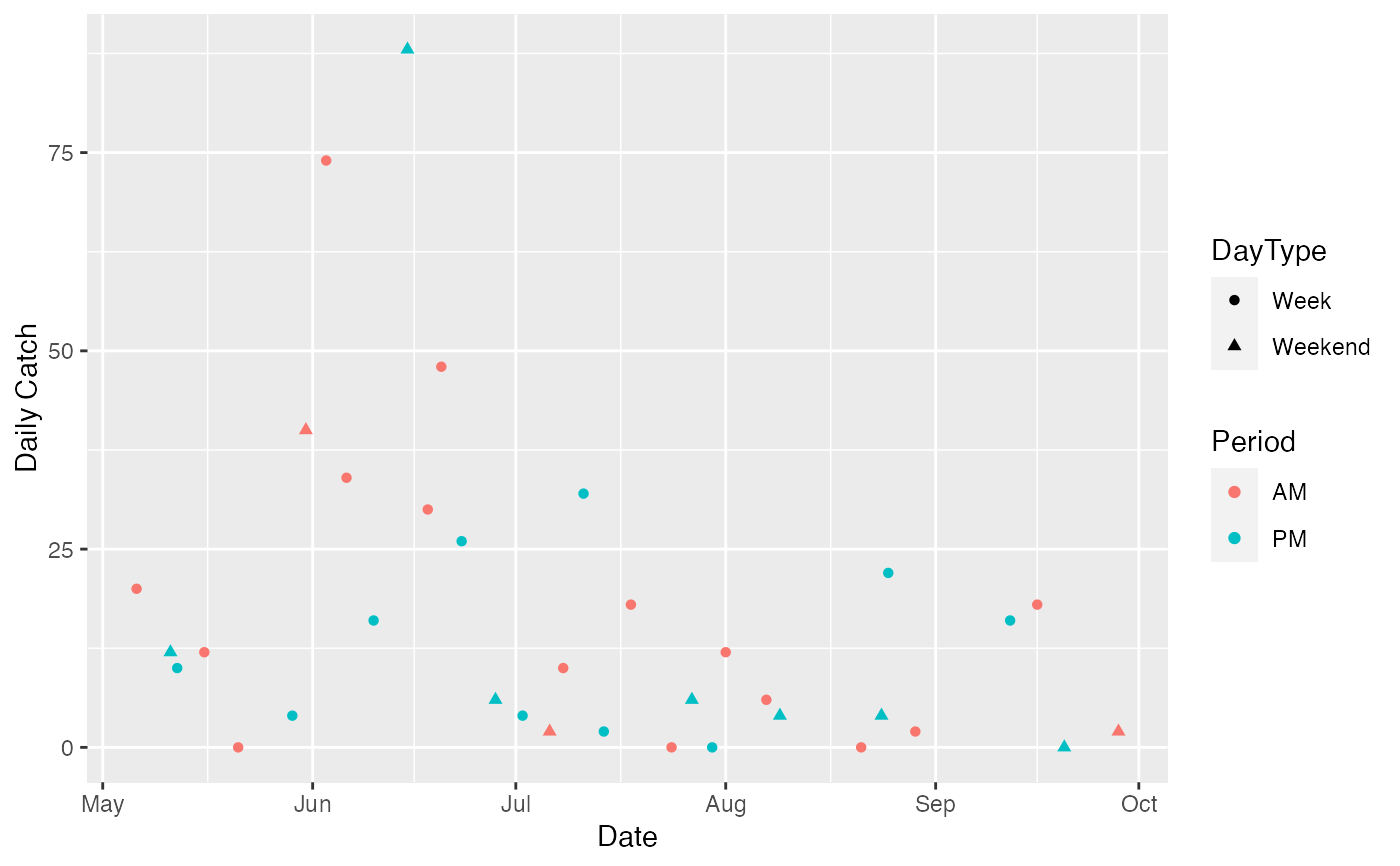 75
50
25
0
Daily Catch
May Jun Jul Aug Sep Oct
Date
DayType
Week
Weekend
Period
AM
PM